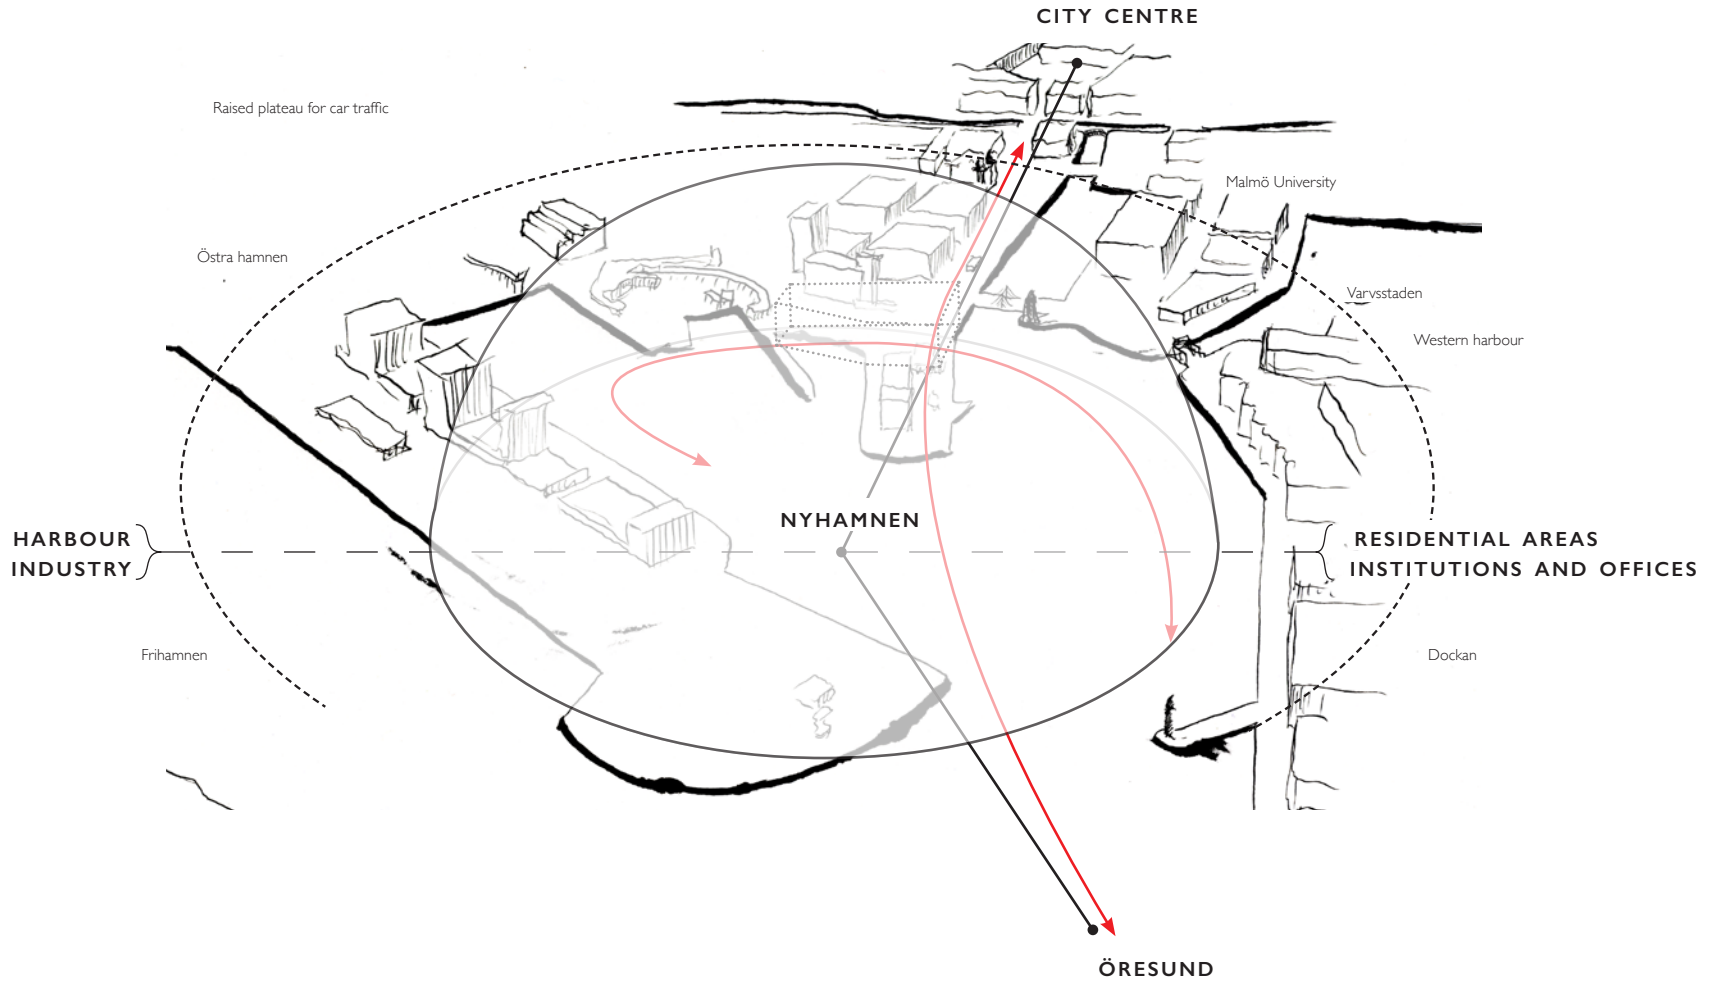 CITY CENTRE
Raised plateau for car traffic
Malmö University
Östra hamnen
Varvsstaden
Western harbour
NYHAMNEN
HARBOUR
INDUSTRY
RESIDENTIAL AREAS
INSTITUTIONS AND OFFICES
Frihamnen
Dockan
ÖRESUND